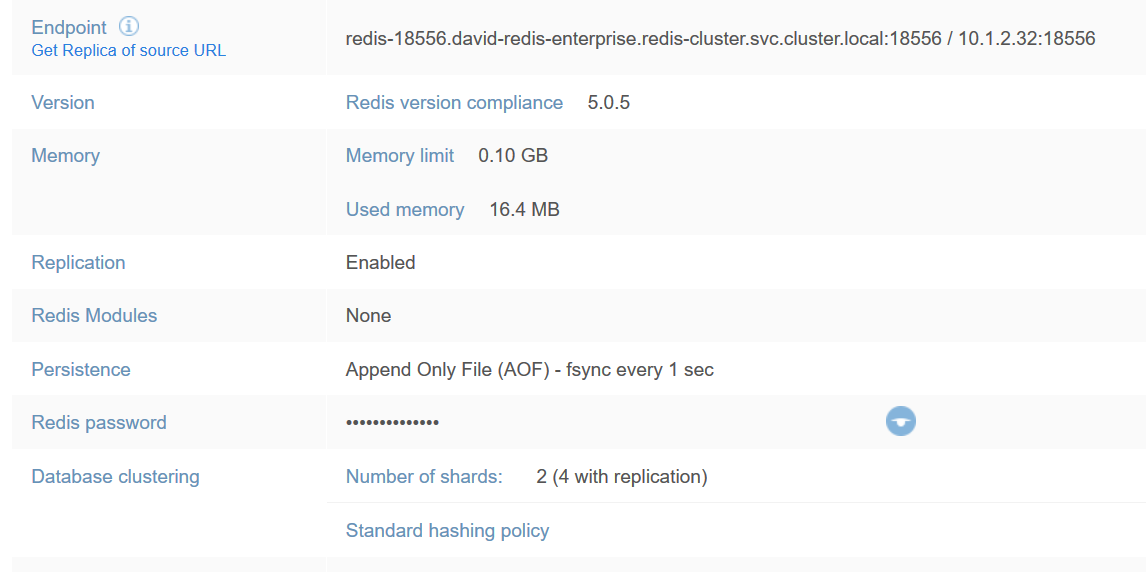 Endpoint
Get Replica of source URL
redis-18556.david-redis-enterprise.redis-cluster.svc.cluster.local:18556 / 10.1.2.32:18556
Version
Redis version compliance 5.0.5
Memory
Memory limit 0.10 GB
Used memory 16.4 MB
Replication
Enabled
Redis Modules
None
Persistence
Append Only File (AOF) - fsync every 1 sec
Redis password
••••••••••••••
Database clustering
Number of shards: 2 (4 with replication)
Standard hashing policy